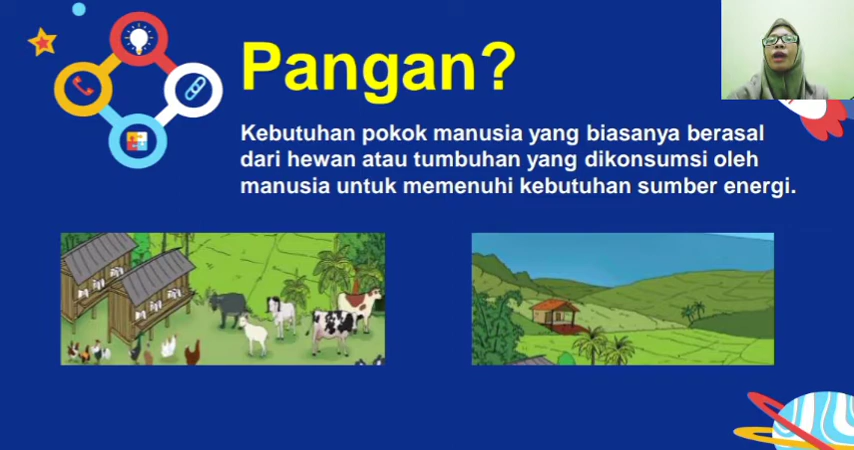 Pangan?
Kebutuhan pokok manusia yang biasanya berasal
dari hewan atau tumbuhan yang dikonsumsi oleh
manusia untuk memenuhi kebutuhan sumber energi.